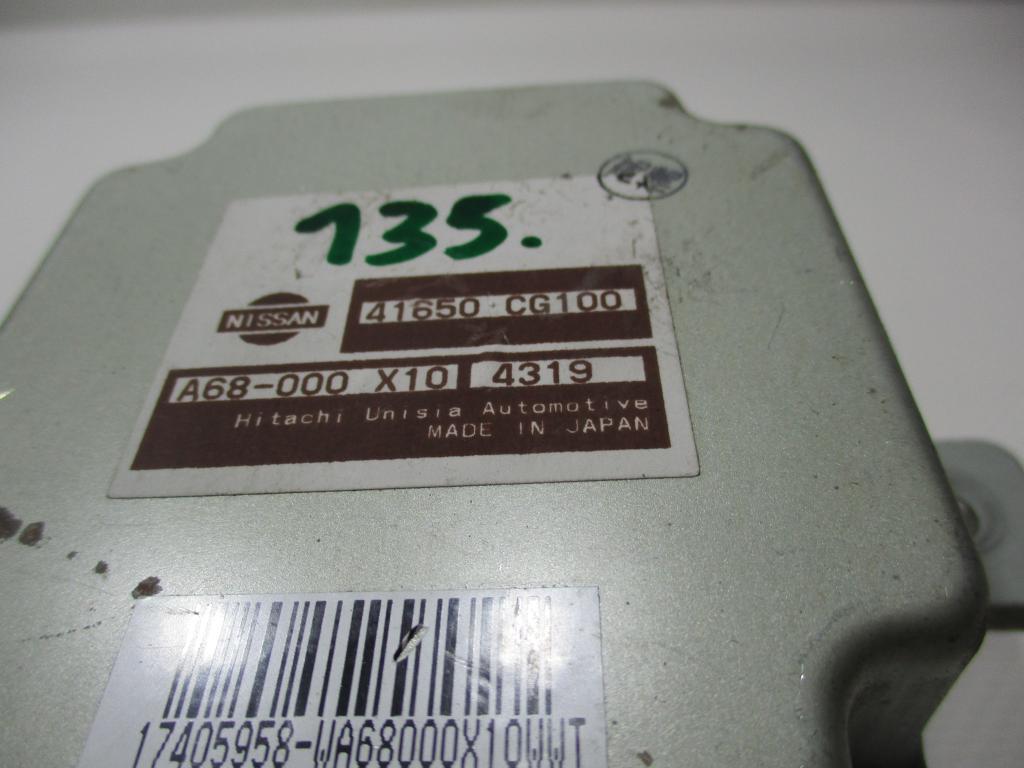 135.
NISSAN
41650 CG100
A68-000 X10 4319
Hitachi Unisia Automotive
MADE IN JAPAN
17405958-WA68000X10WWT